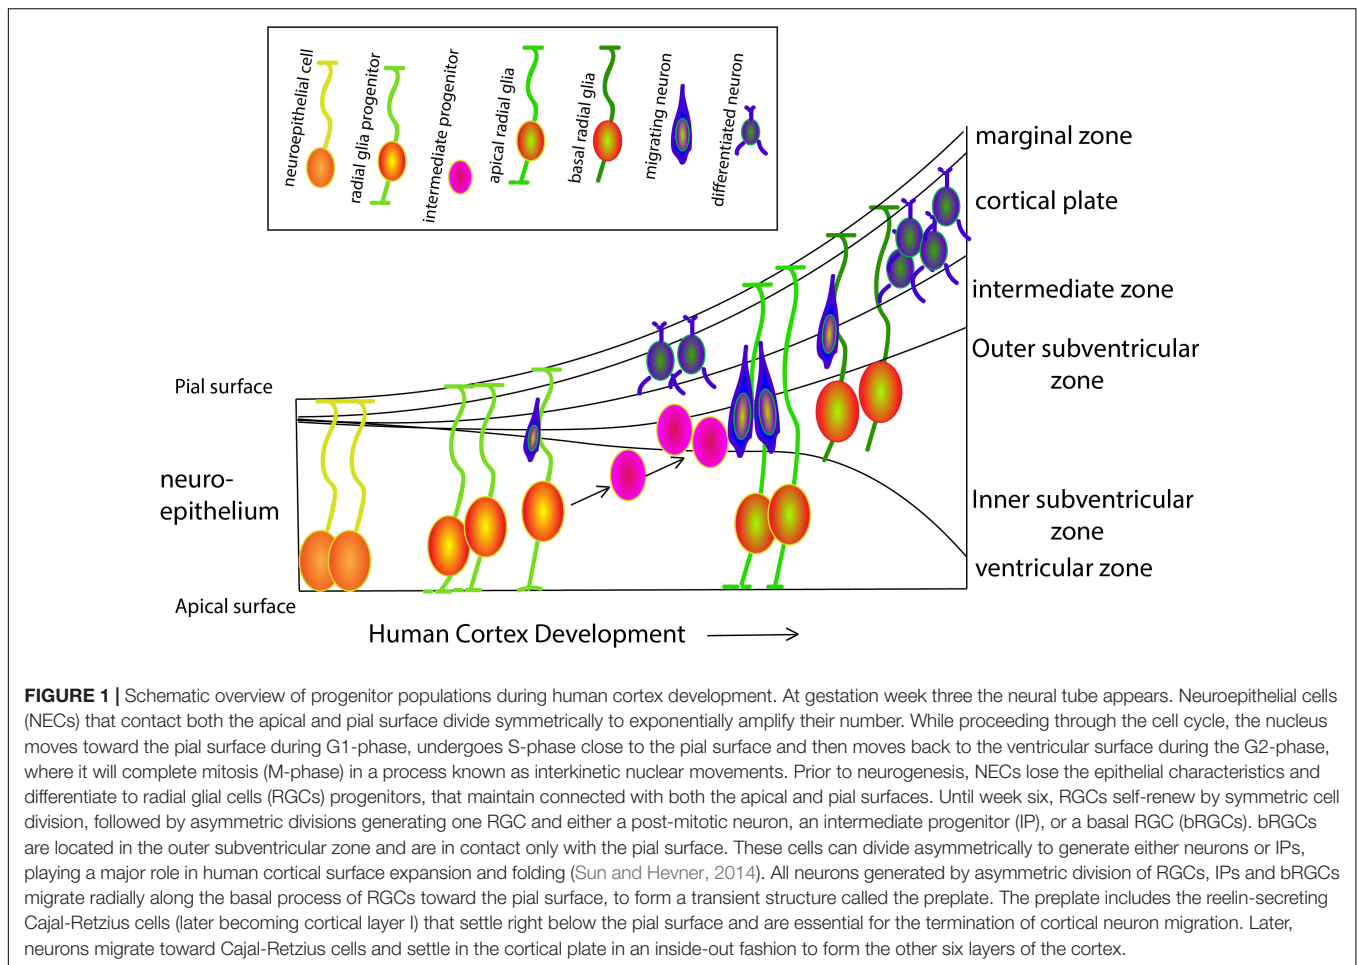 neuroepithelial cell
radial glia progenitor
intermediate progenitor
apical radial glia
basal radial glia
migrating neuron
differentiated neuron
marginal zone
cortical plate
intermediate zone
Outer subventricular
zone
Pial surface
neuro-
epithelium
Inner subventricular
zone
ventricular zone
Apical surface
Human Cortex Development
FIGURE 1 | Schematic overview of progenitor populations during human cortex development. At gestation week three the neural tube appears. Neuroepithelial cells
(NECs) that contact both the apical and pial surface divide symmetrically to exponentially amplify their number. While proceeding through the cell cycle, the nucleus
moves toward the pial surface during G1-phase, undergoes S-phase close to the pial surface and then moves back to the ventricular surface during the G2-phase,
where it will complete mitosis (M-phase) in a process known as interkinetic nuclear movements. Prior to neurogenesis, NECs lose the epithelial characteristics and
differentiate to radial glial cells (RGCs) progenitors, that maintain connected with both the apical and pial surfaces. Until week six, RGCs self-renew by symmetric cell
division, followed by asymmetric divisions generating one RGC and either a post-mitotic neuron, an intermediate progenitor (IP), or a basal RGC (bRGCs). bRGCs
are located in the outer subventricular zone and are in contact only with the pial surface. These cells can divide asymmetrically to generate either neurons or IPs,
playing a major role in human cortical surface expansion and folding (Sun and Hevner, 2014). All neurons generated by asymmetric division of RGCs, IPs and bRGCs
migrate radially along the basal process of RGCs toward the pial surface, to form a transient structure called the preplate. The preplate includes the reelin-secreting
Cajal-Retzius cells (later becoming cortical layer I) that settle right below the pial surface and are essential for the termination of cortical neuron migration. Later,
neurons migrate toward Cajal-Retzius cells and settle in the cortical plate in an inside-out fashion to form the other six layers of the cortex.